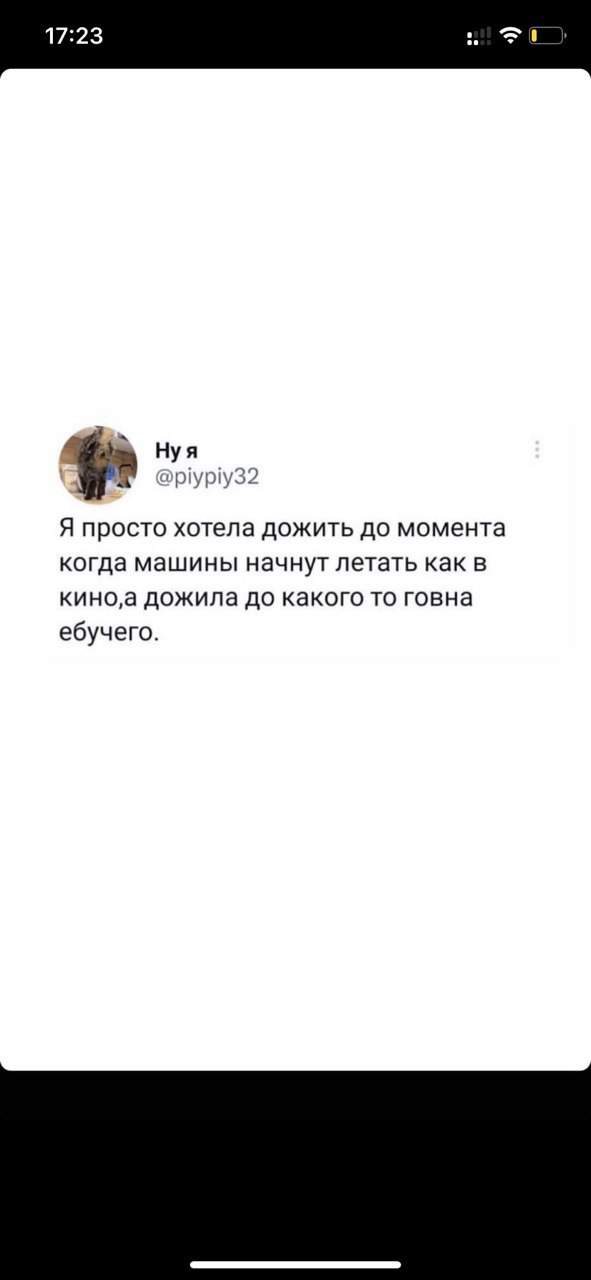 17:23
Ну я
@piypiy32
Я просто хотела дожить до момента
когда машины начнут летать как в
кино,а дожила до какого то говна
ебучего.